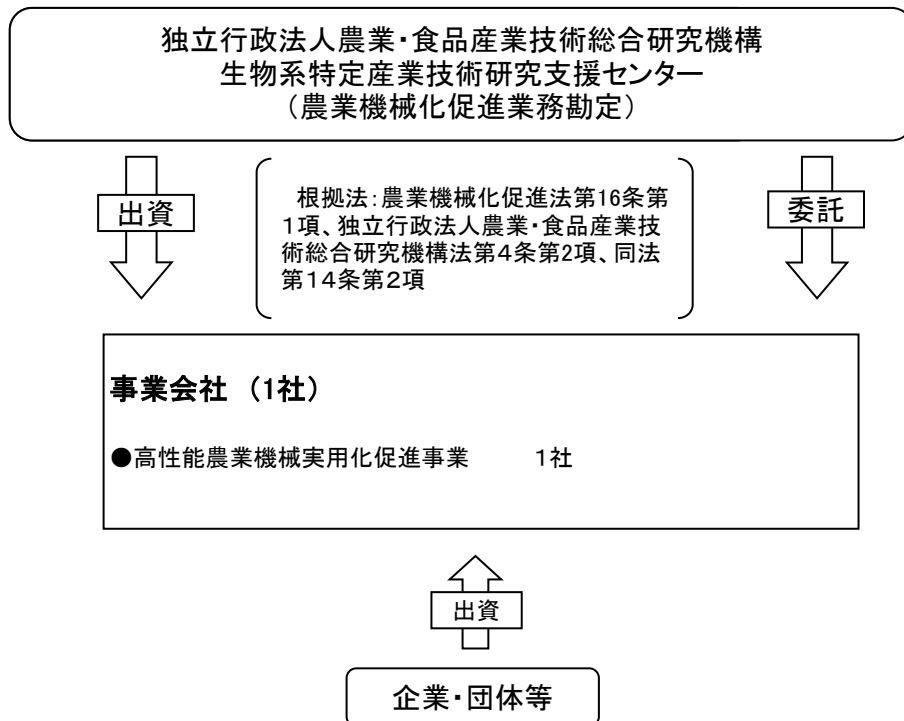 独立行政法人農業・食品産業技術総合研究機構
生物系特定産業技術研究支援センター
（農業機械化促進業務勘定）
出資
根拠法：農業機械化促進法第16条第
１項、独立行政法人農業・食品産業技
術総合研究機構法第４条第2項、同法
第１４条第２項
委託
事業会社 （1社）
●高性能農業機械実用化促進事業 １社
出資
企業・団体等